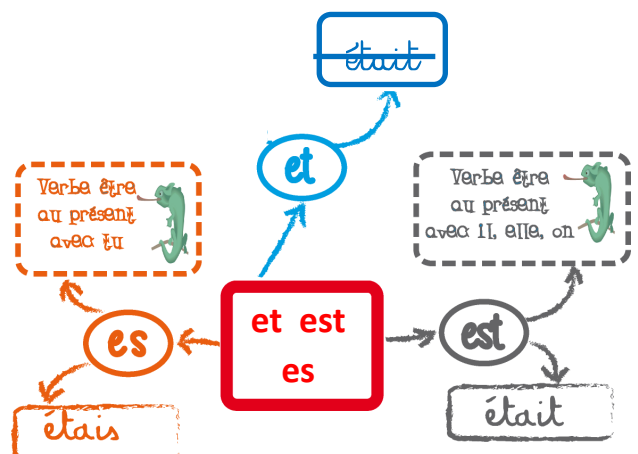 était
et
Verbe être
au présent
avec tu
Verbe être
au présent
avec il, elle, on
et est
es
es
est
étais
était